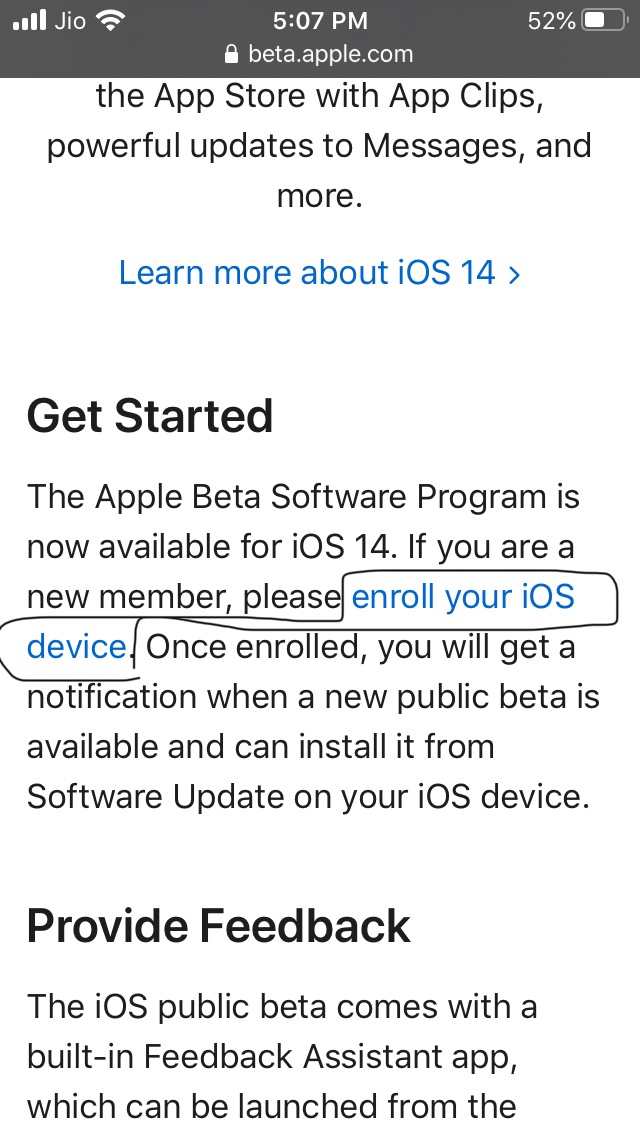 Jio 5:07 PM 52%
beta.apple.com
the App Store with App Clips,
powerful updates to Messages, and
more.
Learn more about iOS 14 >
Get Started
The Apple Beta Software Program is
now available for iOS 14. If you are a
new member, please enroll your iOS
device. Once enrolled, you will get a
notification when a new public beta is
available and can install it from
Software Update on your iOS device.
Provide Feedback
The iOS public beta comes with a
built-in Feedback Assistant app,
which can be launched from the